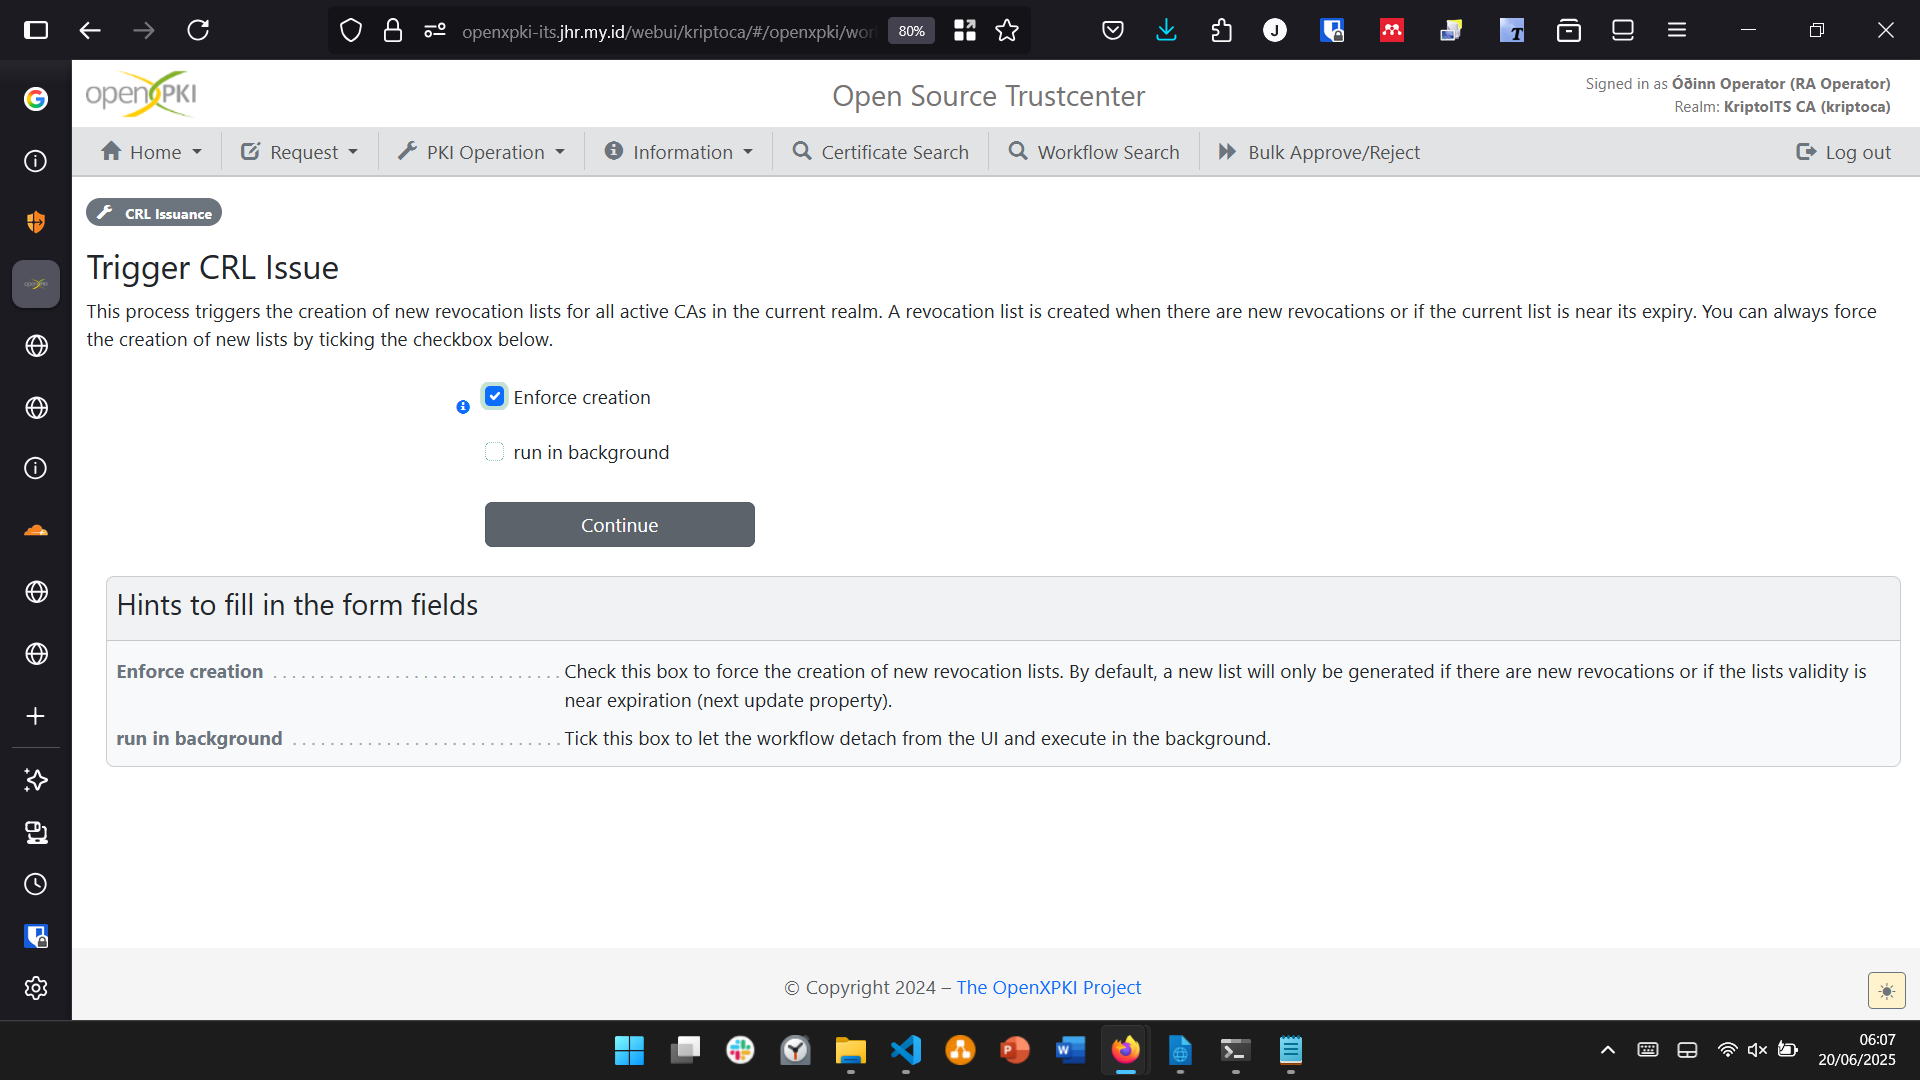 openxpki-its.jhr.my.id/webui/kriptoca/#/openxpki/wor
80%
J
T
openXPKI
Open Source Trustcenter
Signed in as Óðinn Operator (RA Operator)
Realm: KriptoITS CA (kriptoca)
Home
Request
PKI Operation
Information
Certificate Search
Workflow Search
Bulk Approve/Reject
Log out
CRL Issuance
Trigger CRL Issue
This process triggers the creation of new revocation lists for all active CAs in the current realm. A revocation list is created when there are new revocations or if the current list is near its expiry. You can always force
the creation of new lists by ticking the checkbox below.
Enforce creation
run in background
Continue
Hints to fill in the form fields
Enforce creation . . . . . . . . . . . . . . . . . . . . . . . . . . . . . Check this box to force the creation of new revocation lists. By default, a new list will only be generated if there are new revocations or if the lists validity is
near expiration (next update property).
run in background . . . . . . . . . . . . . . . . . . . . . . . . . . . Tick this box to let the workflow detach from the UI and execute in the background.
© Copyright 2024 – The OpenXPKI Project
06:07
20/06/2025